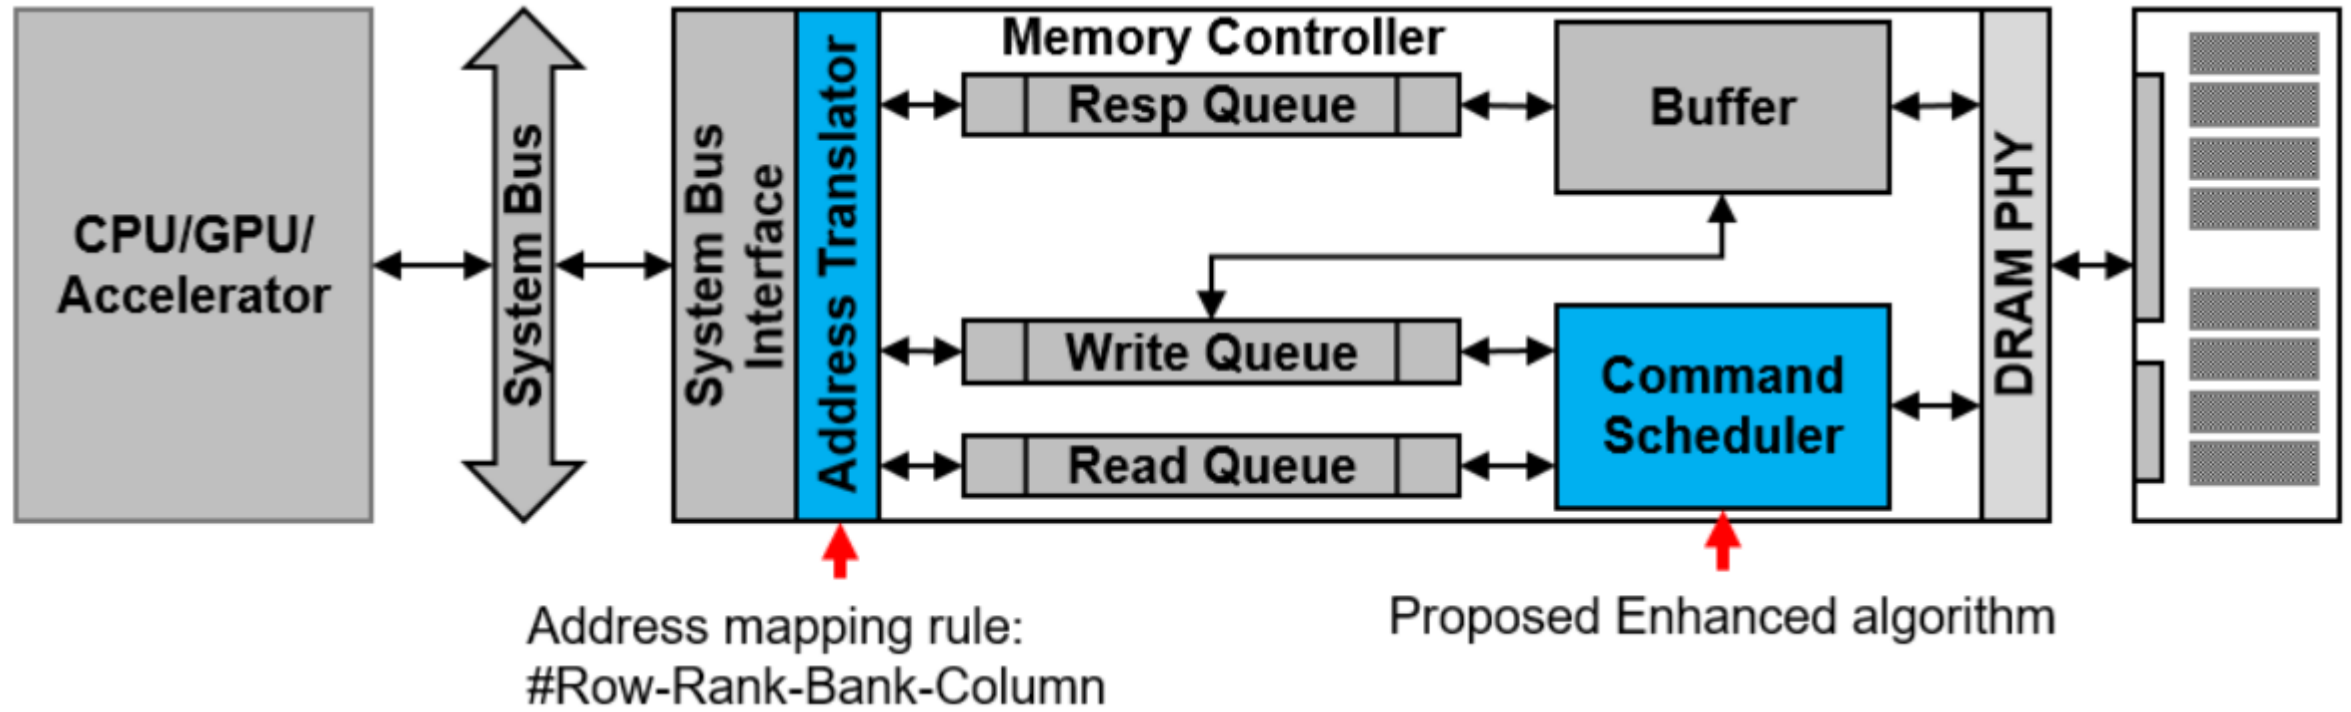 CPU/GPU/
Accelerator
System Bus
System Bus
Interface
Address Translator
Memory Controller
Resp Queue
Buffer
Write Queue
Command
Scheduler
Read Queue
DRAM PHY
Address mapping rule:
#Row-Rank-Bank-Column
Proposed Enhanced algorithm